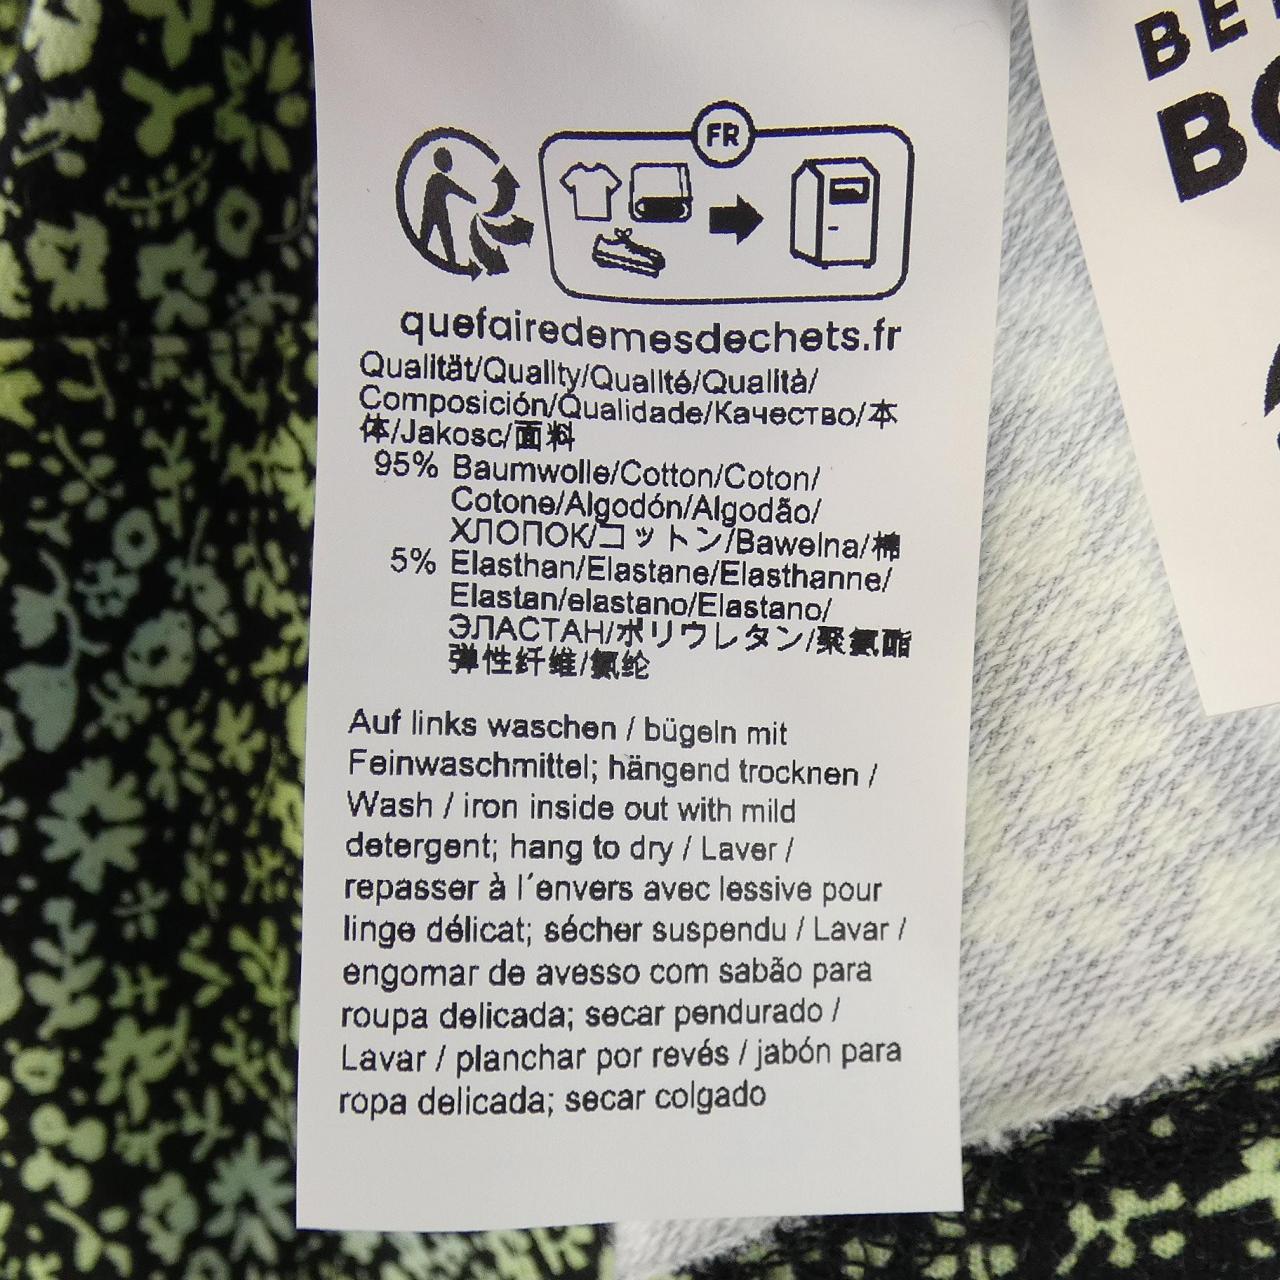 FR
quefairedemesdechets.fr
Qualität/Quality/Qualité/Qualità/
Composición/Qualidade/Качество/本
体/Jakosc/面料
95% Baumwolle/Cotton/Coton/
Cotone/Algodón/Algodão/
ХЛОПОК/コットン/Bawelna/棉
5% Elasthan/Elastane/Elasthanne/
Elastan/elastano/Elastano/
ЭЛАСТАН/ポリウレタン/聚氨酯
弹性纤维/氨纶
Auf links waschen / bügeln mit
Feinwaschmittel; hängend trocknen /
Wash / iron inside out with mild
detergent; hang to dry / Laver /
repasser à l´envers avec lessive pour
linge délicat; sécher suspendu / Lavar /
engomar de avesso com sabão para
roupa delicada; secar pendurado /
Lavar / planchar por revés / jabón para
ropa delicada; secar colgado